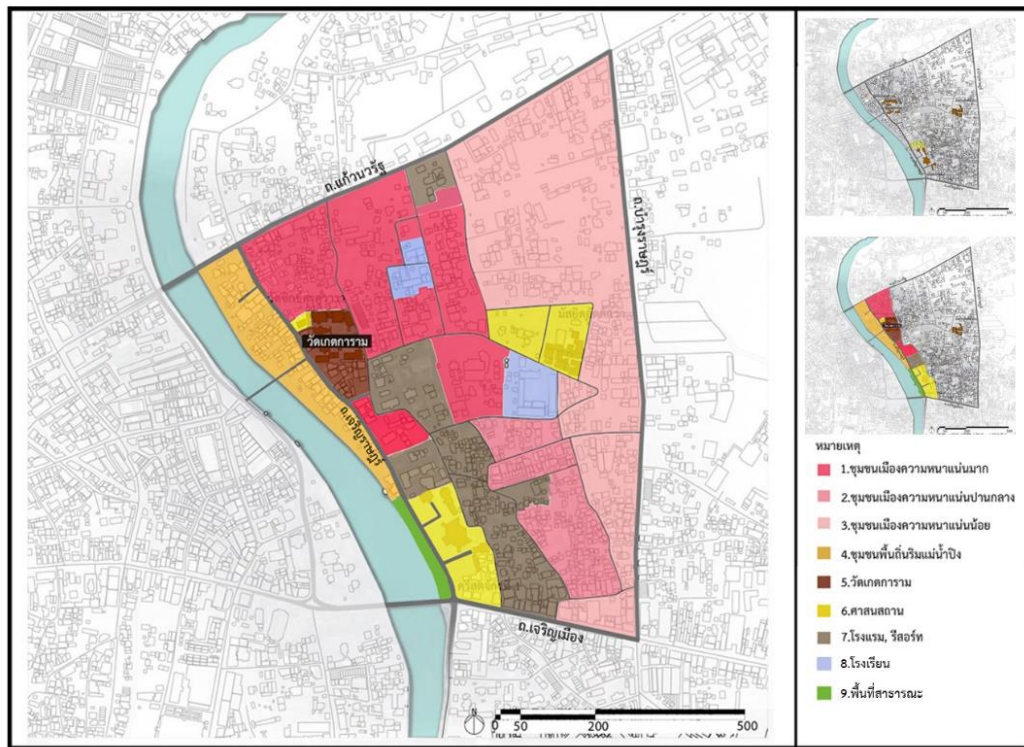 ถ.แก้วนวรัฐ
ถ.บำรุงราษฎร์
วัดเกตการาม
ถ.เจริญราษฎร์
ถ.เจริญเมือง
N
0 50 200 500
หมายเหตุ
1.ชุมชนเมืองความหนาแน่นมาก
2.ชุมชนเมืองความหนาแน่นปานกลาง
3.ชุมชนเมืองความหนาแน่นน้อย
4.ชุมชนพื้นถิ่นริมแม่น้ำปิง
5.วัดเกตการาม
6.ศาสนสถาน
7.โรงแรม, รีสอร์ท
8.โรงเรียน
9.พื้นที่สาธารณะ